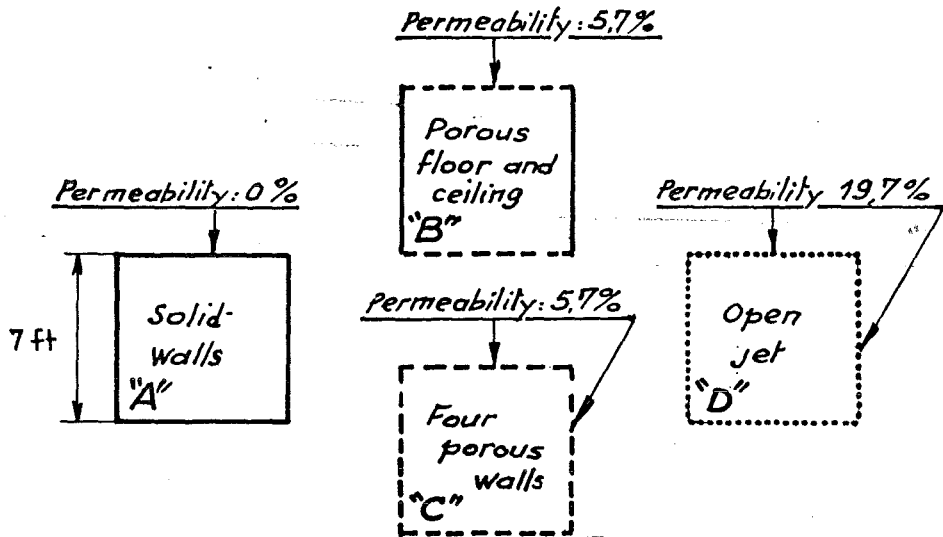 Permeability: 5,7%
Porous
floor and
ceiling
"B"
Permeability: 0%
7 ft
Solid-
walls
"A"
Permeability: 5,7%
Four
porous
walls
"C"
Permeability 19,7%
Open
jet
"D"